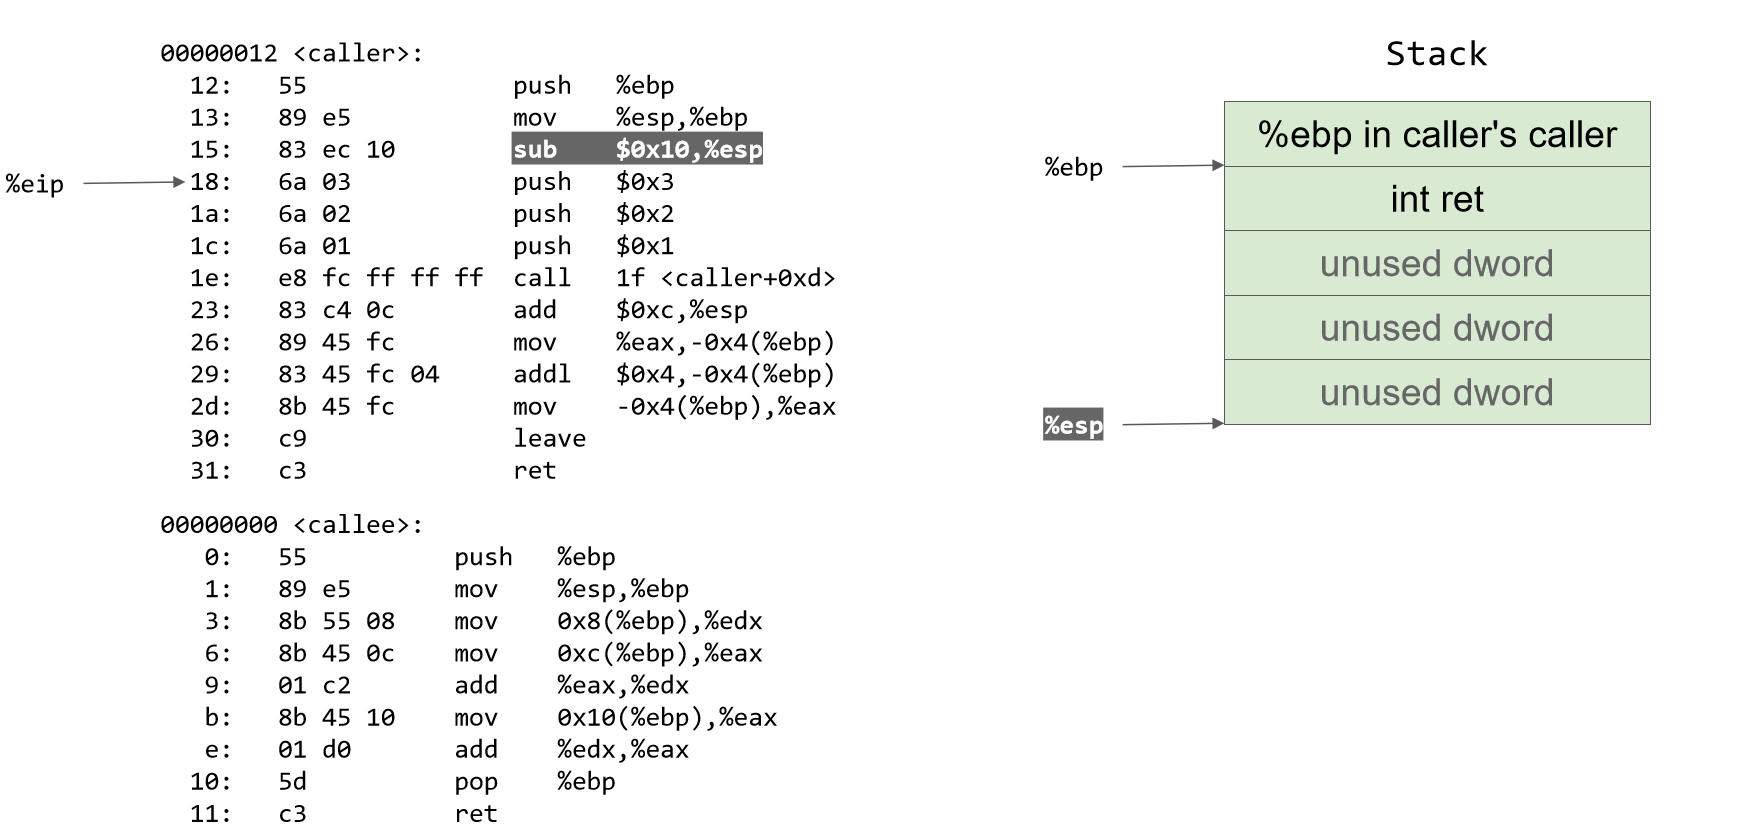 00000012 <caller>:
12: 55 push %ebp
13: 89 e5 mov %esp,%ebp
15: 83 ec 10 sub $0x10,%esp
%eip
18: 6a 03 push $0x3
1a: 6a 02 push $0x2
1c: 6a 01 push $0x1
1e: e8 fc ff ff ff call 1f <caller+0xd>
23: 83 c4 0c add $0xc,%esp
26: 89 45 fc mov %eax,-0x4(%ebp)
29: 83 45 fc 04 addl $0x4,-0x4(%ebp)
2d: 8b 45 fc mov -0x4(%ebp),%eax
30: c9 leave
31: c3 ret
00000000 <callee>:
0: 55 push %ebp
1: 89 e5 mov %esp,%ebp
3: 8b 55 08 mov 0x8(%ebp),%edx
6: 8b 45 0c mov 0xc(%ebp),%eax
9: 01 c2 add %eax,%edx
b: 8b 45 10 mov 0x10(%ebp),%eax
e: 01 d0 add %edx,%eax
10: 5d pop %ebp
11: c3 ret
Stack
%ebp in caller's caller
%ebp
int ret
unused dword
unused dword
unused dword
%esp